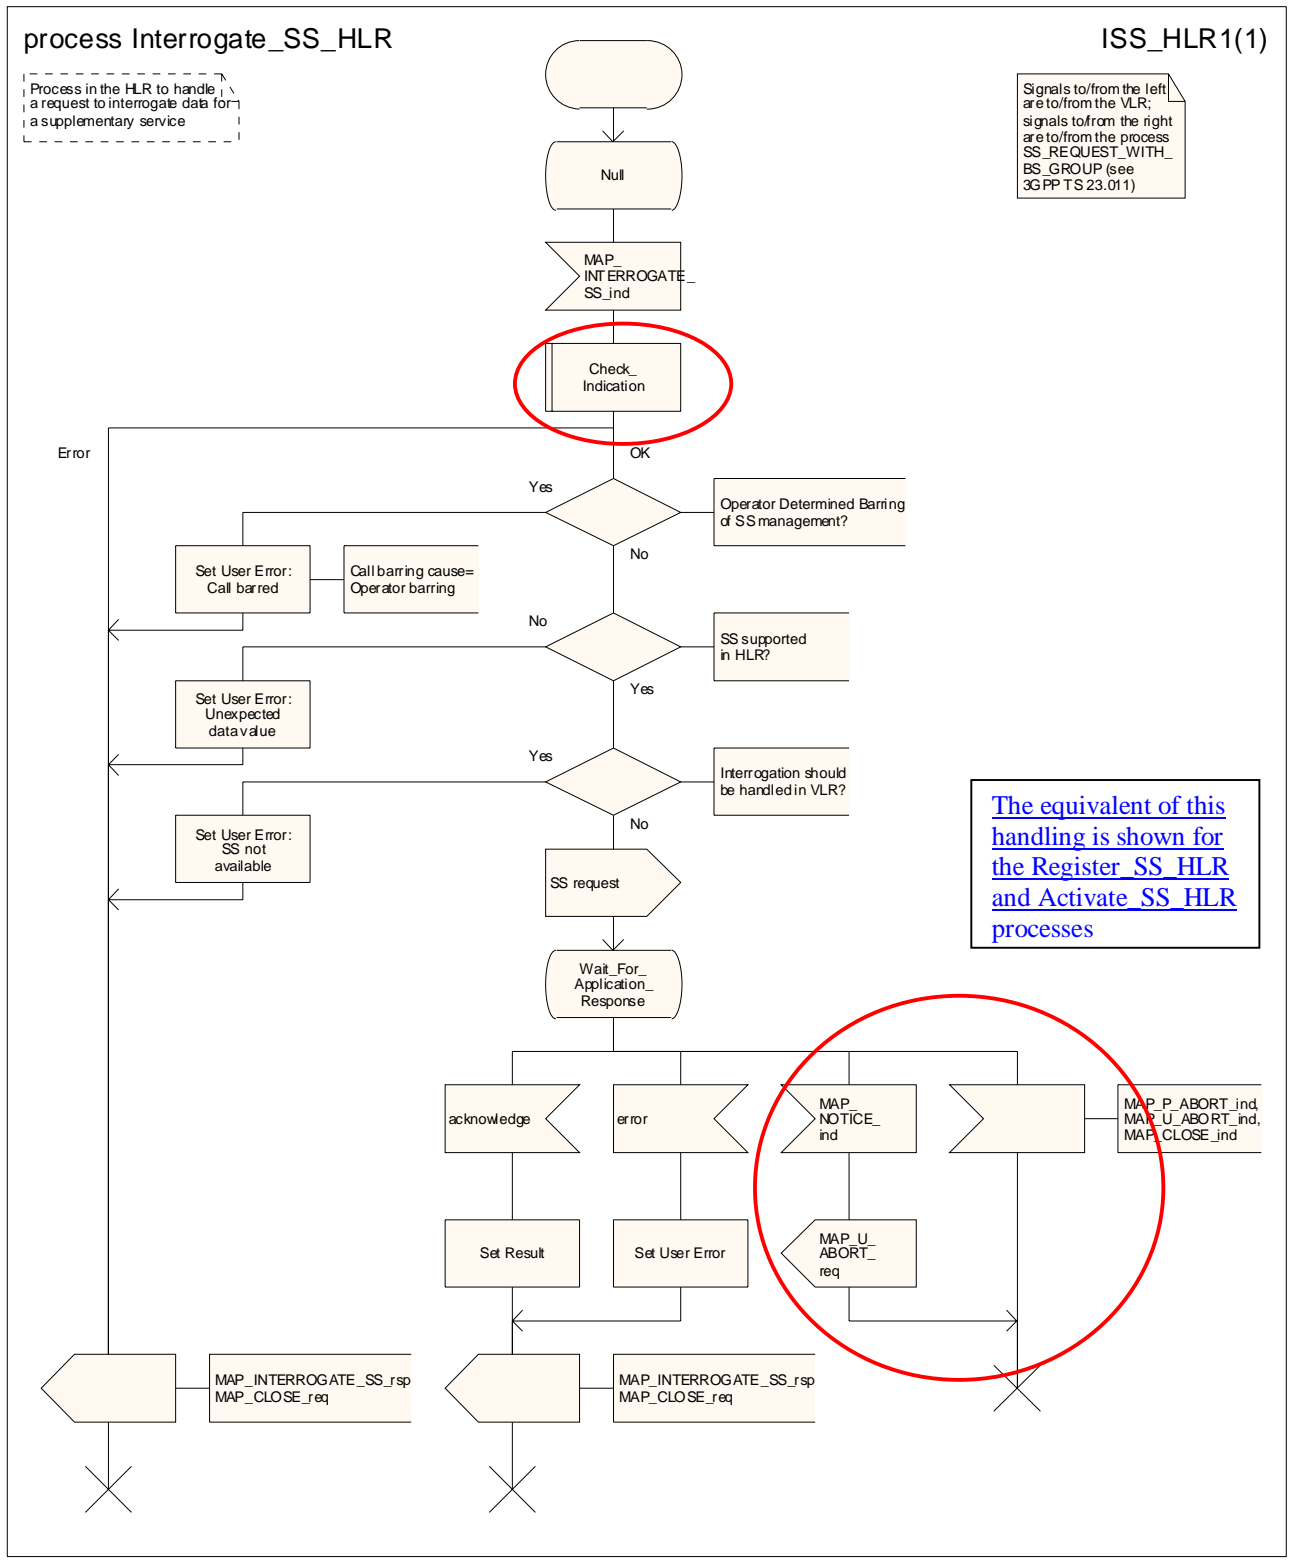 process Interrogate_SS_HLR
ISS_HLR1(1)
Process in the HLR to handle
a request to interrogate data for
a supplementary service
Signals to/from the left
are to/from the VLR;
signals to/from the right
are to/from the process
SS_REQUEST_WITH_
BS_GROUP (see
3GPP TS 23.011)
Null
MAP_
INTERROGATE_
SS_ind
Check_
Indication
Error
OK
Yes
Operator Determined Barring
of SS management?
No
Set User Error:
Call barred
Call barring cause=
Operator barring
No
SS supported
in HLR?
Yes
Set User Error:
Unexpected
data value
Yes
Interrogation should
be handled in VLR?
No
Set User Error:
SS not
available
The equivalent of this
handling is shown for
the Register_SS_HLR
and Activate_SS_HLR
processes
SS request
Wait_For_
Application_
Response
acknowledge
error
MAP_
NOTICE_
ind
MAP_P_ABORT_ind,
MAP_U_ABORT_ind,
MAP_CLOSE_ind
Set Result
Set User Error
MAP_U_
ABORT_
req
MAP_INTERROGATE_SS_rsp
MAP_CLOSE_req
MAP_INTERROGATE_SS_rsp
MAP_CLOSE_req